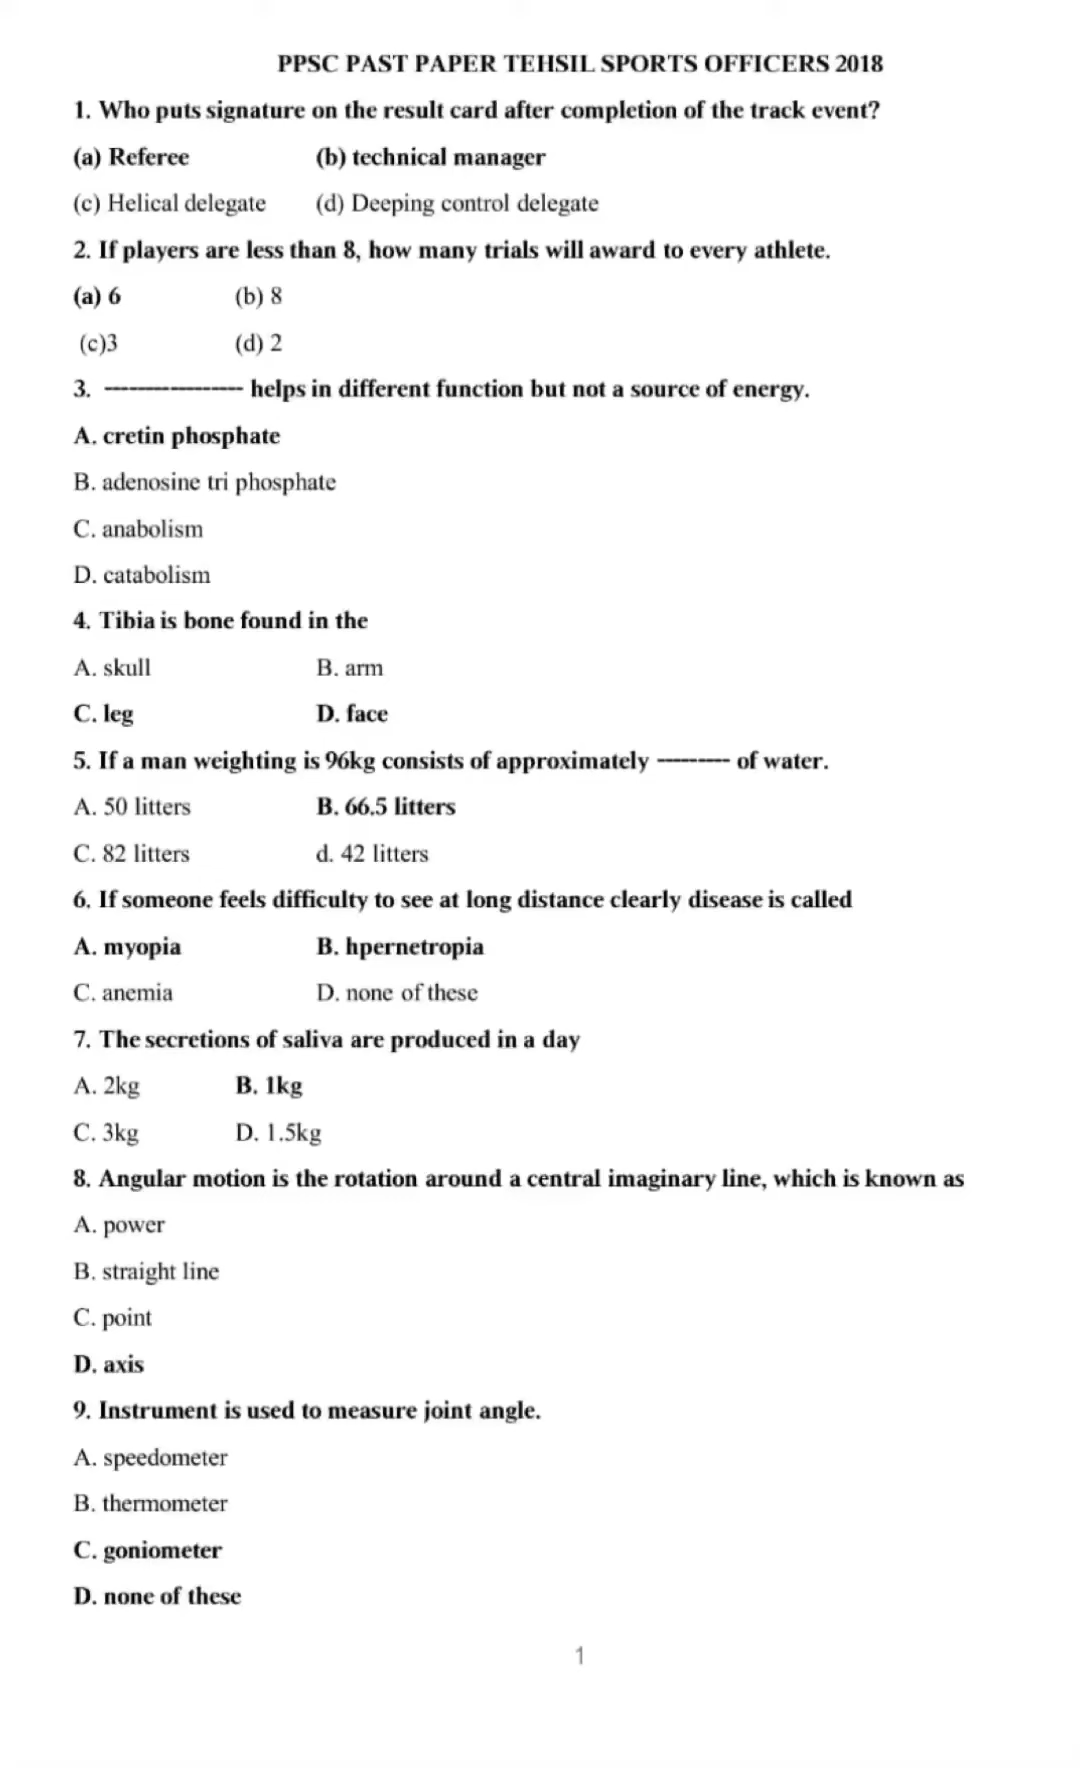 PPSC PAST PAPER TEHSIL SPORTS OFFICERS 2018
1. Who puts signature on the result card after completion of the track event?
(a) Referee (b) technical manager
(c) Helical delegate (d) Deeping control delegate
2. If players are less than 8, how many trials will award to every athlete.
(a) 6 (b) 8
(c)3 (d) 2
3. ----------------- helps in different function but not a source of energy.
A. cretin phosphate
B. adenosine tri phosphate
C. anabolism
D. catabolism
4. Tibia is bone found in the
A. skull B. arm
C. leg D. face
5. If a man weighting is 96kg consists of approximately --------- of water.
A. 50 litters B. 66.5 litters
C. 82 litters d. 42 litters
6. If someone feels difficulty to see at long distance clearly disease is called
A. myopia B. hpernetropia
C. anemia D. none of these
7. The secretions of saliva are produced in a day
A. 2kg B. 1kg
C. 3kg D. 1.5kg
8. Angular motion is the rotation around a central imaginary line, which is known as
A. power
B. straight line
C. point
D. axis
9. Instrument is used to measure joint angle.
A. speedometer
B. thermometer
C. goniometer
D. none of these
1